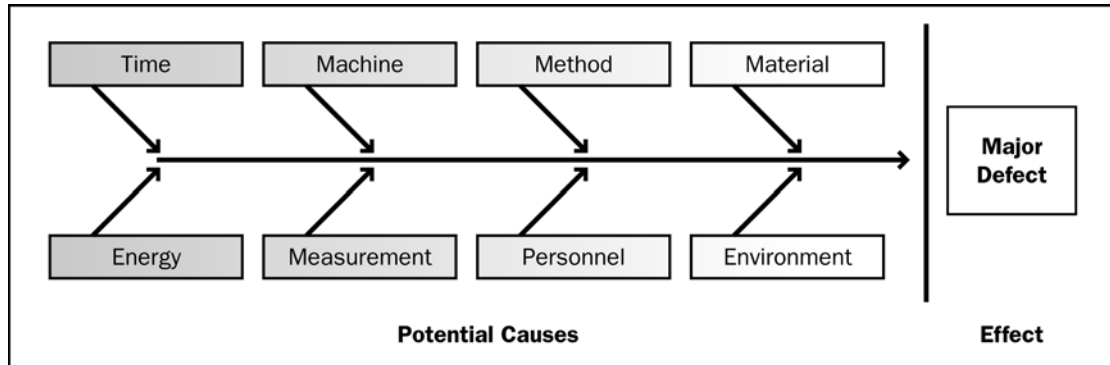 Time
Machine
Method
Material
Major
Defect
Energy
Measurement
Personnel
Environment
Potential Causes
Effect